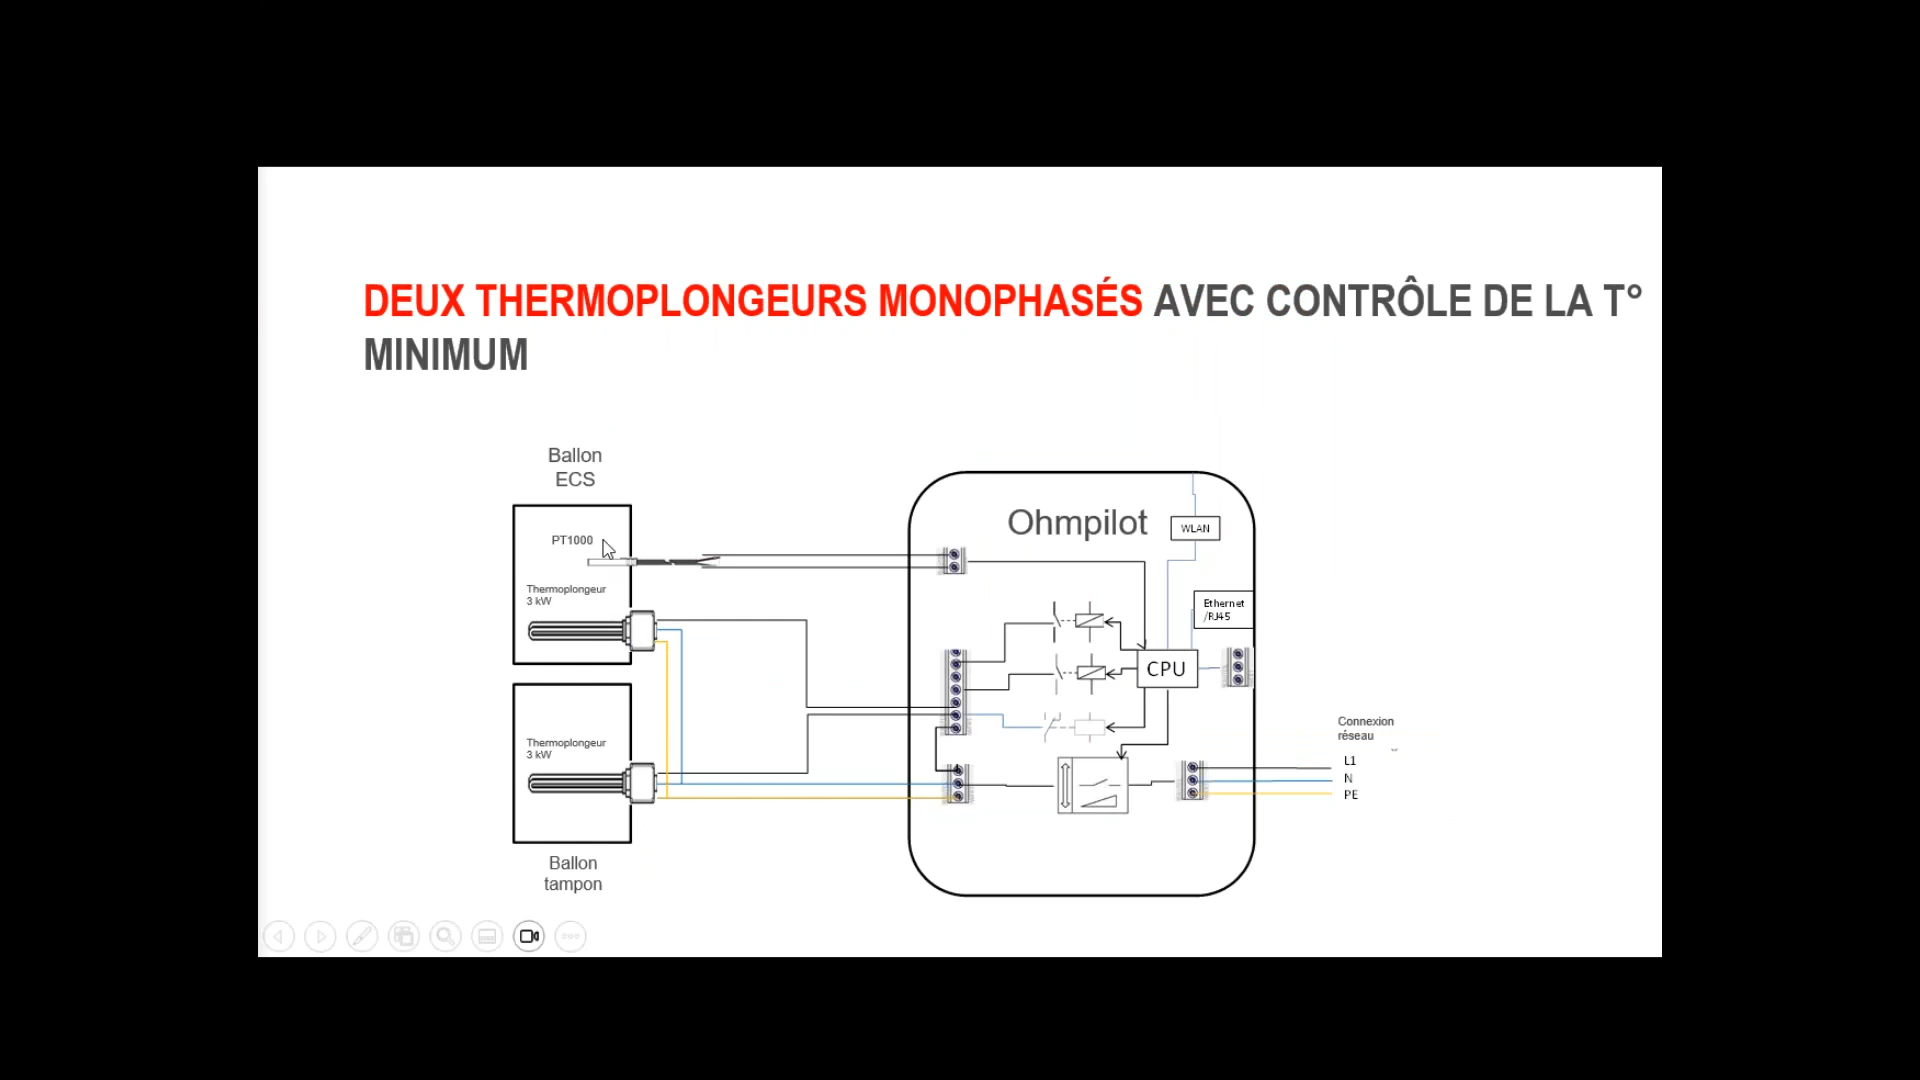 DEUX THERMOPLONGEURS MONOPHASÉS AVEC CONTRÔLE DE LA T°
MINIMUM
Ballon
ECS
PT1000
Thermoplongeur
3 kW
Thermoplongeur
3 kW
Ballon
tampon
Ohmpilot
WLAN
Ethernet
/RJ45
CPU
Connexion
réseau
L1
N
PE